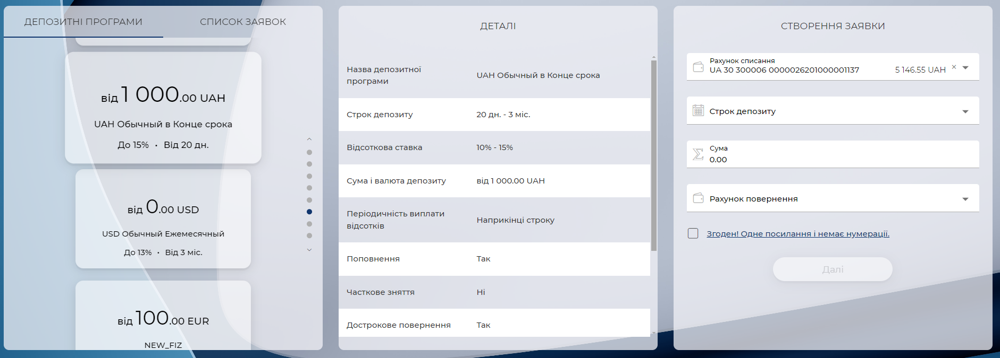 ДЕПОЗИТНІ ПРОГРАМИ
СПИСОК ЗАЯВОК
від 1 000.00 UAH
UAH Обычный в Конце срока
До 15% • Від 20 дн.
від 0.00 USD
USD Обычный Ежемесячный
До 13% • Від 3 міс.
від 100.00 EUR
NEW_FIZ
ДЕТАЛІ
Назва депозитної
програми
UAH Обычный в Конце срока
Строк депозиту
20 дн. - 3 міс.
Відсоткова ставка
10% - 15%
Сума і валюта депозиту
від 1 000.00 UAH
Періодичність виплати
відсотків
Наприкінці строку
Поповнення
Так
Часткове зняття
Ні
Дострокове повернення
Так
СТВОРЕННЯ ЗАЯВКИ
Рахунок списання
UA 30 300006 0000026201000001137
5 146.55 UAH
Строк депозиту
Сума
0.00
Рахунок повернення
Згоден! Одне посилання і немає нумерації.
Далі